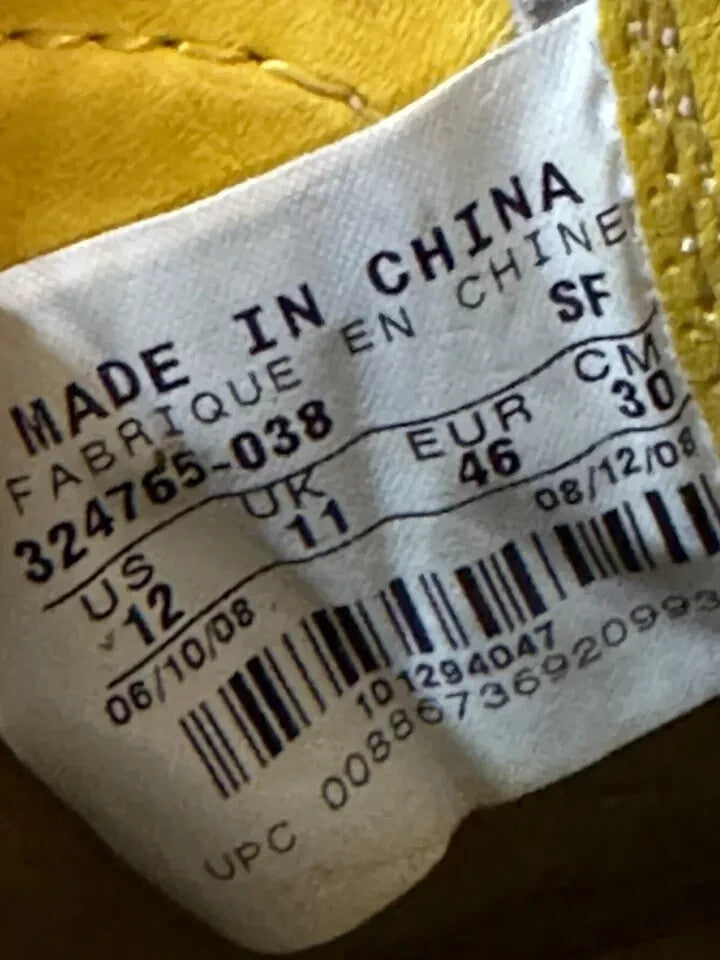 MADE IN CHINA
FABRIQUE EN CHINE
324765-038 SF
US UK EUR CM
12 11 46 30
06/10/08 08/12/08
101294047
UPC 00886736920993